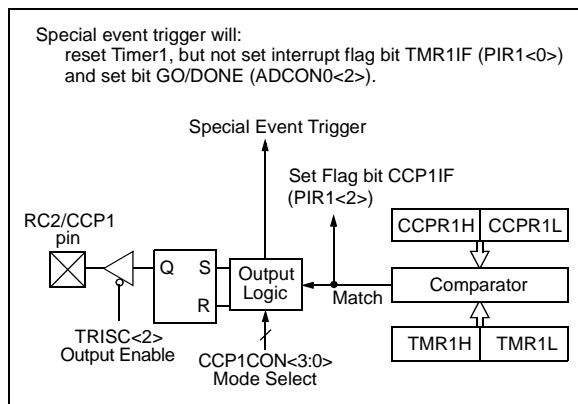 Special event trigger will:
reset Timer1, but not set interrupt flag bit TMR1IF (PIR1<0>)
and set bit GO/DONE (ADCON0<2>).
Special Event Trigger
Set Flag bit CCP1IF
(PIR1<2>)
RC2/CCP1
pin
CCPR1H CCPR1L
Q S
R
Output
Logic
Match
Comparator
TRISC<2>
Output Enable
CCP1CON<3:0>
Mode Select
TMR1H TMR1L